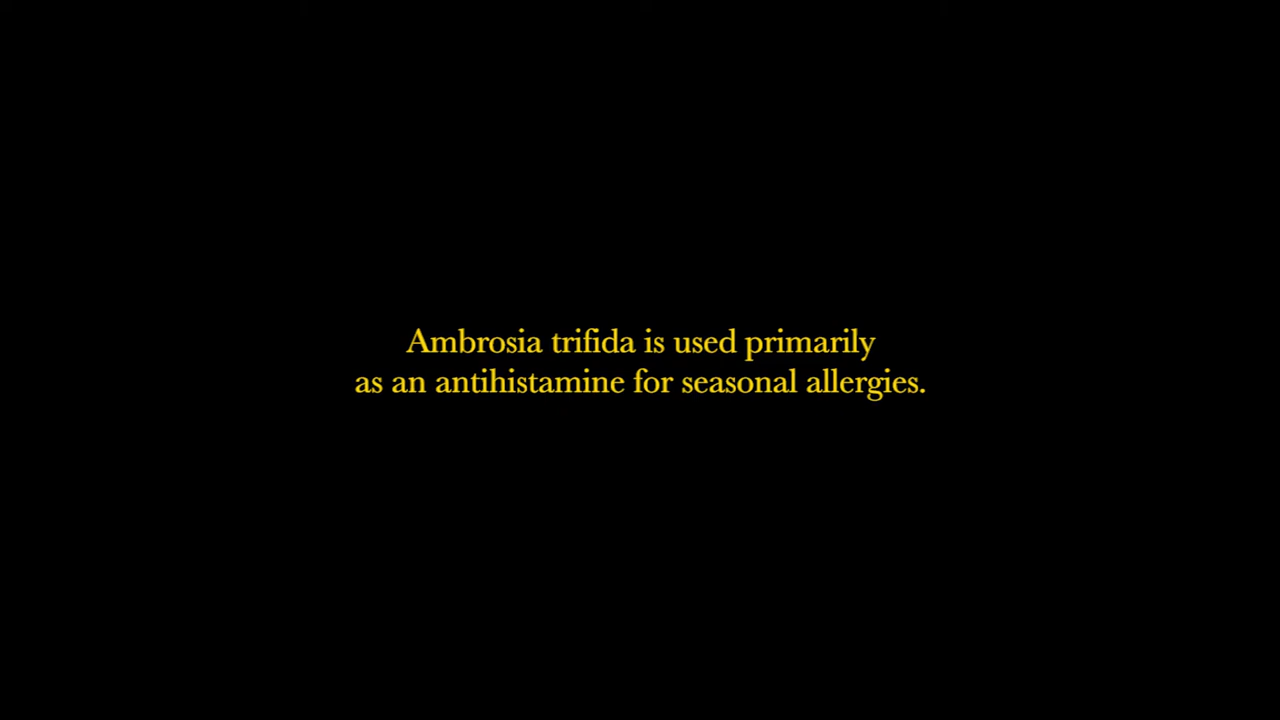 Ambrosia trifida is used primarily
as an antihistamine for seasonal allergies.